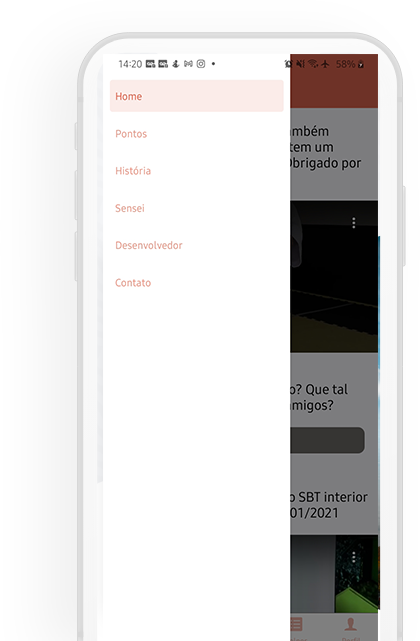 14:20
58%
Home
Pontos
História
Sensei
Desenvolvedor
Contato
tem um
Obrigado por
o? Que tal
migos?
o SBT interior
01/2021